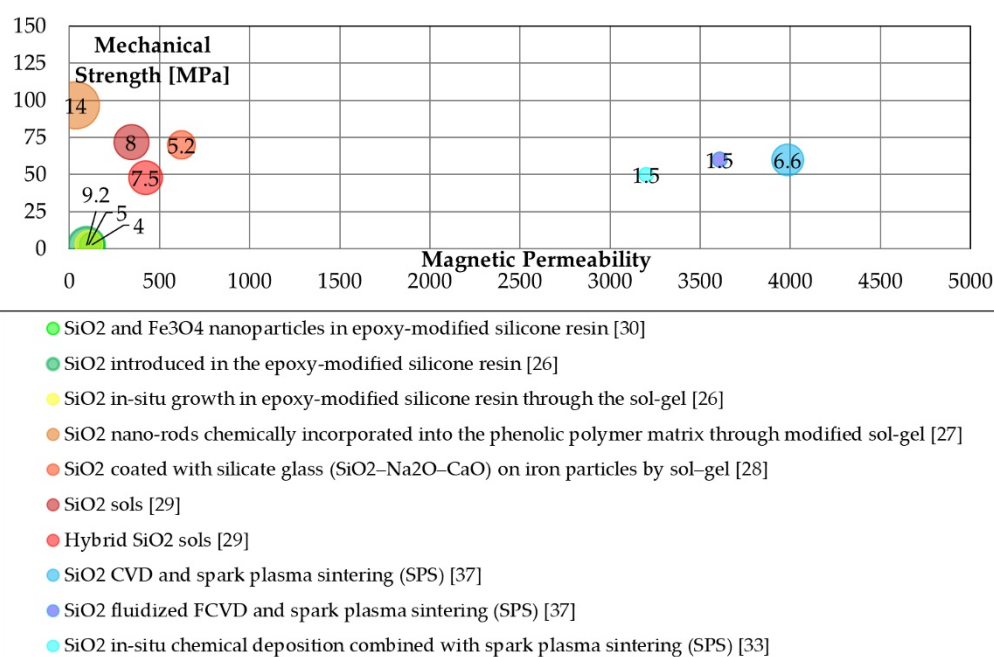 150
Mechanical
125
Strength [MPa]
100
14
75
8
5.2
7.5
50
1.5
1.5
6.6
9.2
25
5
4
0
Magnetic Permeability
0 500 1000 1500 2000 2500 3000 3500 4000 4500 5000
SiO2 and Fe3O4 nanoparticles in epoxy-modified silicone resin [30]
SiO2 introduced in the epoxy-modified silicone resin [26]
SiO2 in-situ growth in epoxy-modified silicone resin through the sol-gel [26]
SiO2 nano-rods chemically incorporated into the phenolic polymer matrix through modified sol-gel [27]
SiO2 coated with silicate glass (SiO2–Na2O–CaO) on iron particles by sol–gel [28]
SiO2 sols [29]
Hybrid SiO2 sols [29]
SiO2 CVD and spark plasma sintering (SPS) [37]
SiO2 fluidized FCVD and spark plasma sintering (SPS) [37]
SiO2 in-situ chemical deposition combined with spark plasma sintering (SPS) [33]